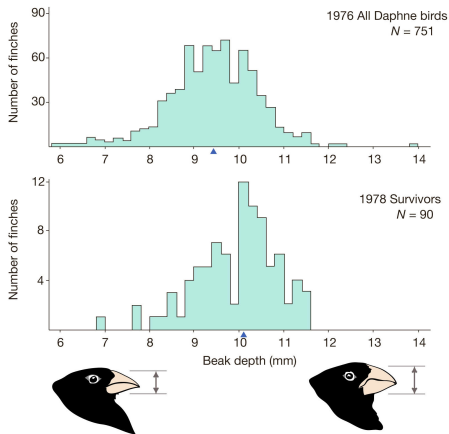 90
60
30
Number of finches
1976 All Daphne birds
N = 751
6 7 8 9 10 11 12 13 14
12
8
4
Number of finches
1978 Survivors
N = 90
6 7 8 9 10 11 12 13 14
Beak depth (mm)